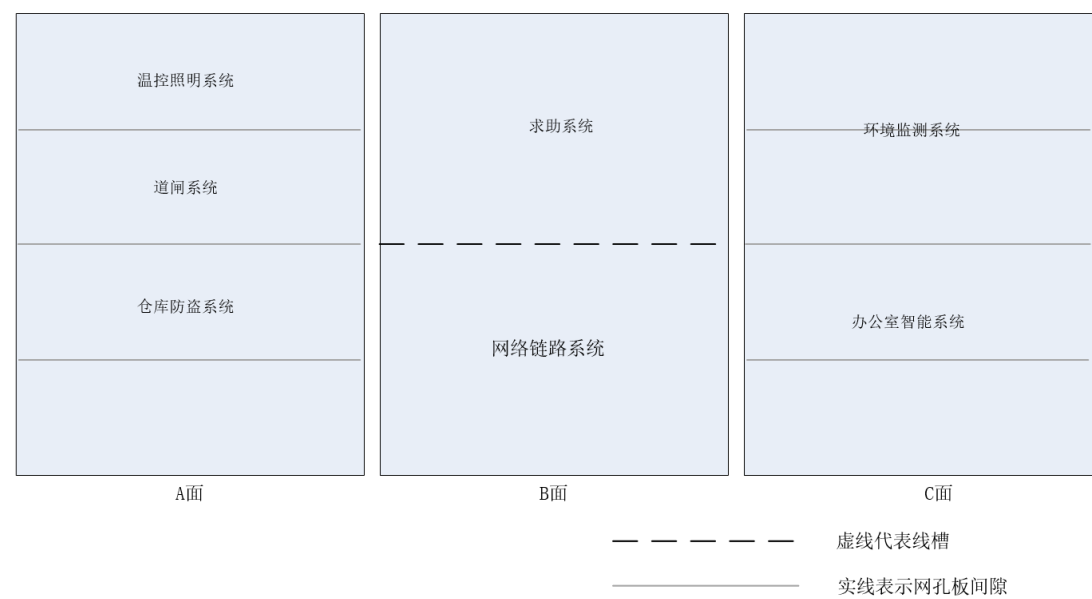 温控照明系统
道闸系统
仓库防盗系统
A面
求助系统
网络链路系统
B面
环境监测系统
办公室智能系统
C面
虚线代表线槽
实线表示网孔板间隙